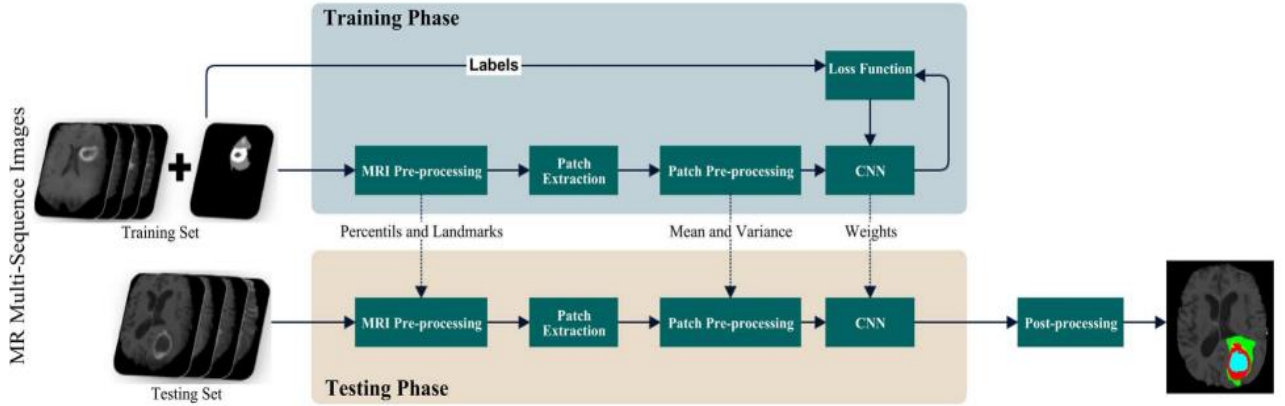 Training Phase
Labels
Loss Function
MR Multi-Sequence Images
MRI Pre-processing
Patch
Extraction
Patch Pre-processing
CNN
Training Set
Percentils and Landmarks
Mean and Variance
Weights
MRI Pre-processing
Patch
Extraction
Patch Pre-processing
CNN
Post-processing
Testing Set
Testing Phase